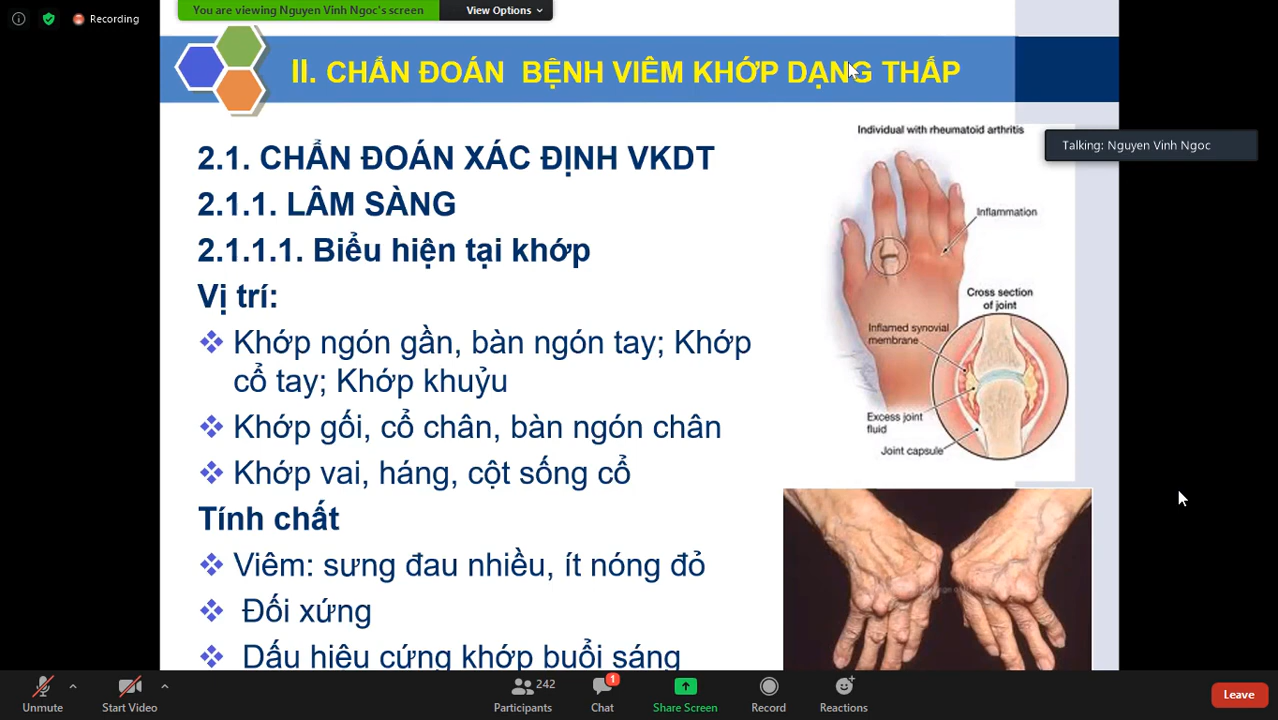 Recording
You are viewing Nguyen Vinh Ngoc's screen
View Options
II. CHẨN ĐOÁN BỆNH VIÊM KHỚP DẠNG THẤP
Talking: Nguyen Vinh Ngoc
2.1. CHẨN ĐOÁN XÁC ĐỊNH VKDT
2.1.1. LÂM SÀNG
2.1.1.1. Biểu hiện tại khớp
Vị trí:
Khớp ngón gần, bàn ngón tay; Khớp
cổ tay; Khớp khuỷu
Khớp gối, cổ chân, bàn ngón chân
Khớp vai, háng, cột sống cổ
Tính chất
Viêm: sưng đau nhiều, ít nóng đỏ
Đối xứng
Dấu hiệu cứng khớp buổi sáng
Individual with rheumatoid arthritis
Inflammation
Cross section
of joint
Inflamed synovial
membrane
Excess joint
fluid
Joint capsule
Unmute
Start Video
242
Participants
1
Chat
Share Screen
Record
Reactions
Leave